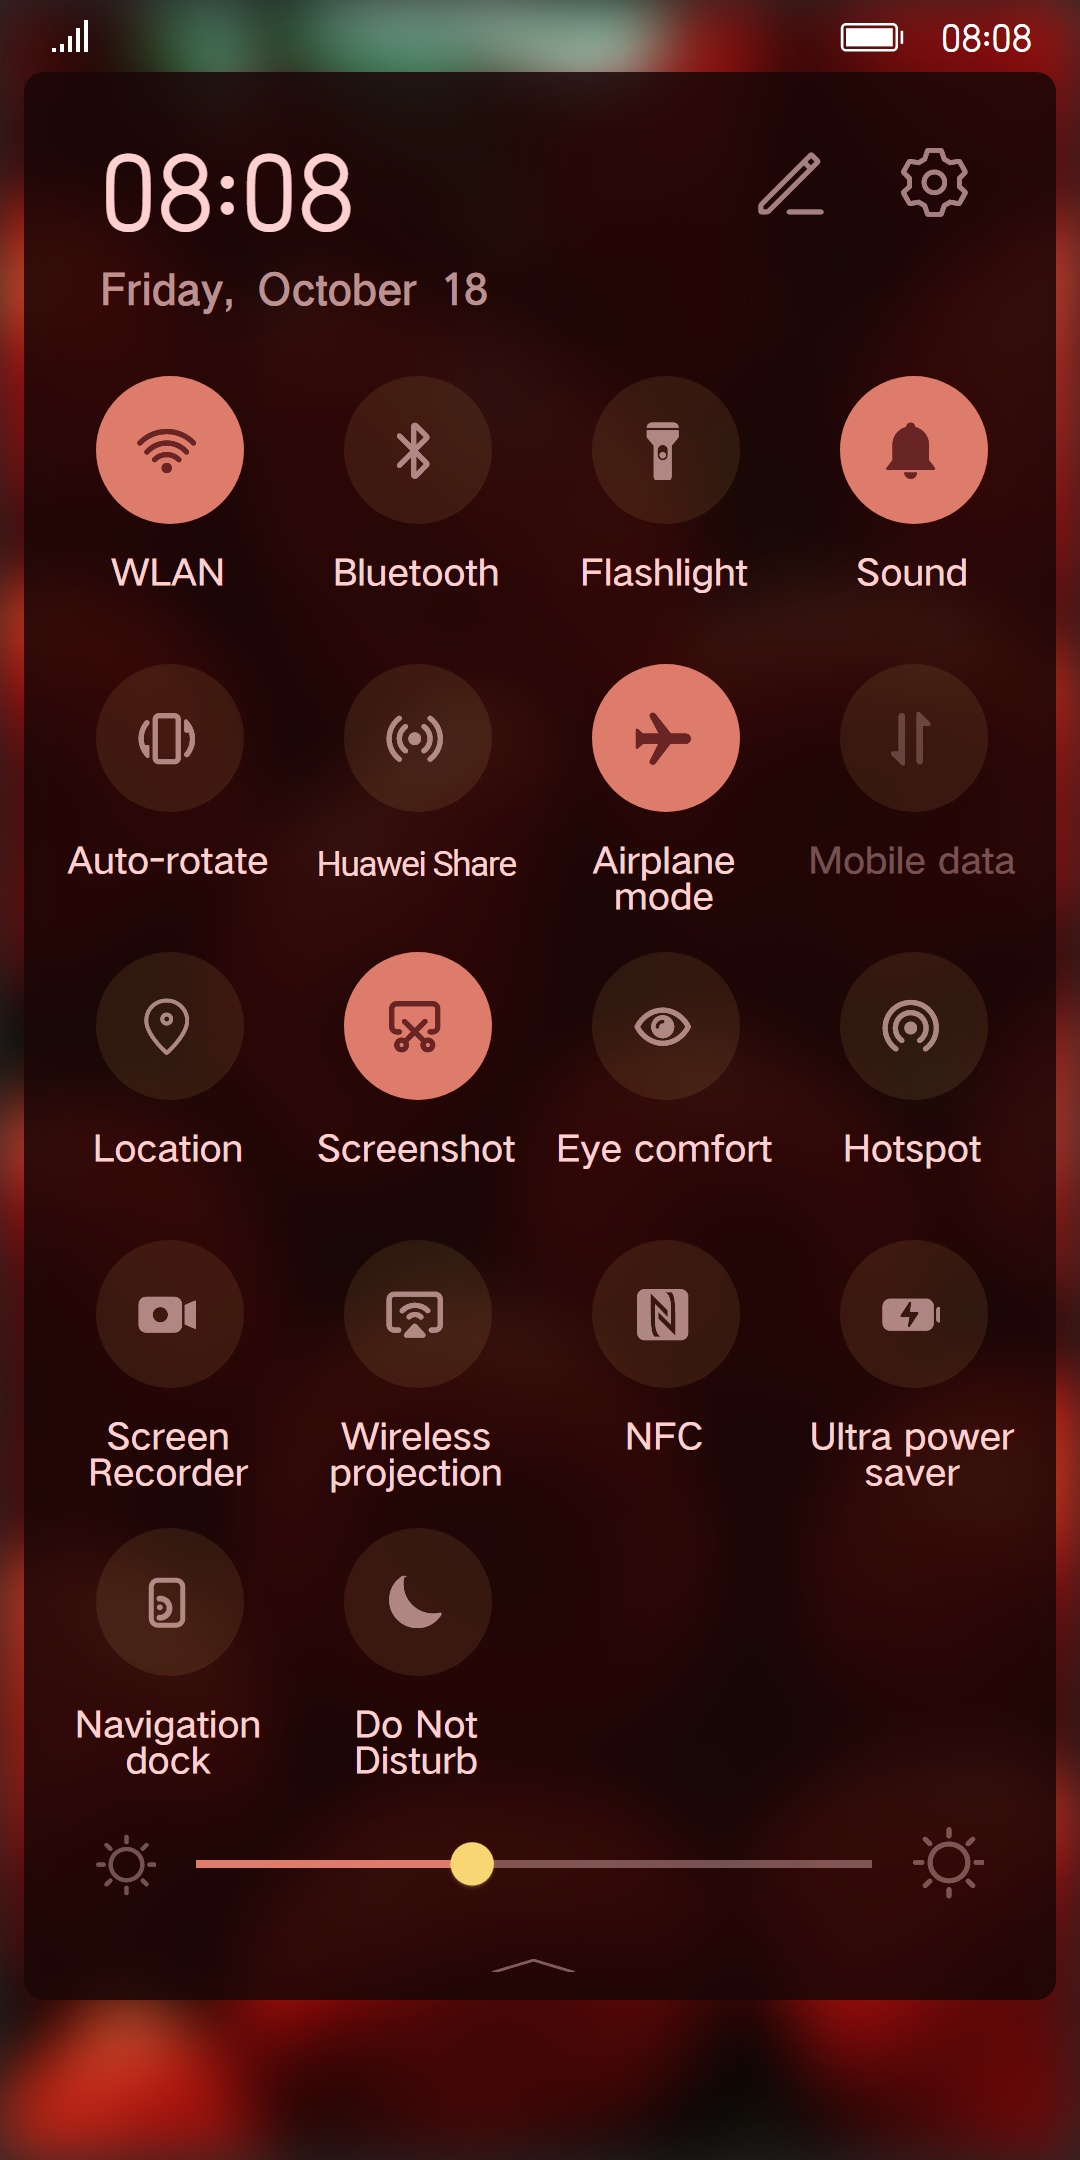 08:08
08:08
Friday, October 18
WLAN
Bluetooth
Flashlight
Sound
Auto-rotate
Huawei Share
Airplane
mode
Mobile data
Location
Screenshot
Eye comfort
Hotspot
Screen
Recorder
Wireless
projection
NFC
Ultra power
saver
Navigation
dock
Do Not
Disturb